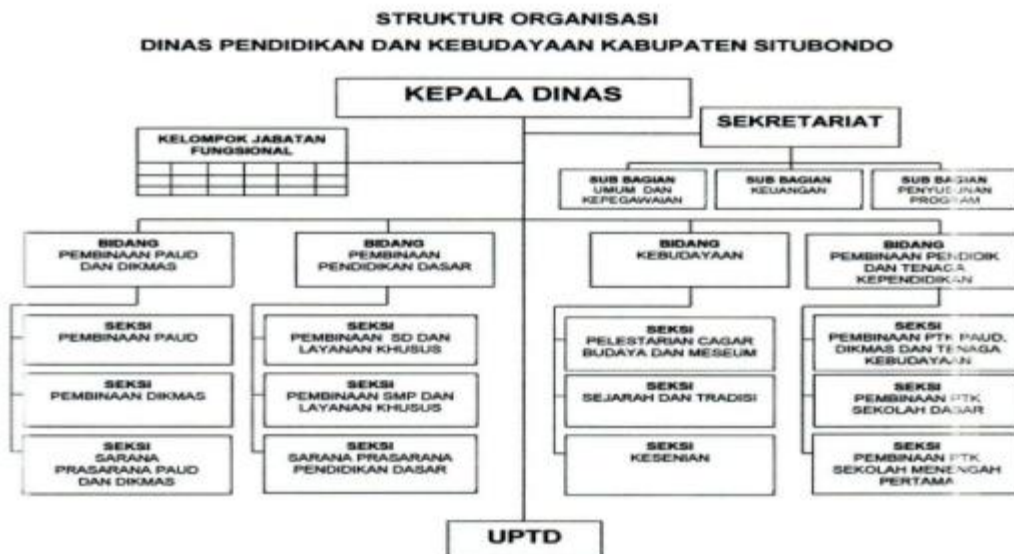 STRUKTUR ORGANISASI
DINAS PENDIDIKAN DAN KEBUDAYAAN KABUPATEN SITUBONDO
KEPALA DINAS
SEKRETARIAT
KELOMPOK JABATAN
FUNGSIONAL
SUB BAGIAN
UMUM DAN
KEPEGAWAIAN
SUB BAGIAN
KEUANGAN
SUB BAGIAN
PENYUSUNAN
PROGRAM
BIDANG
PEMBINAAN PAUD
DAN DIKMAS
BIDANG
PEMBINAAN
PENDIDIKAN DASAR
BIDANG
KEBUDAYAAN
BIDANG
PEMBINAAN PENDIDIK
DAN TENAGA
KEPENDIDIKAN
SEKSI
PEMBINAAN PAUD
SEKSI
PEMBINAAN SD DAN
LAYANAN KHUSUS
SEKSI
PELESTARIAN CAGAR
BUDAYA DAN MESEUM
SEKSI
PEMBINAAN PTK PAUD,
DIKMAS DAN TENAGA
KEBUDAYAAN
SEKSI
PEMBINAAN DIKMAS
SEKSI
PEMBINAAN SMP DAN
LAYANAN KHUSUS
SEKSI
SEJARAH DAN TRADISI
SEKSI
PEMBINAAN PTK
SEKOLAH DASAR
SEKSI
SARANA
PRASARANA PAUD
DAN DIKMAS
SEKSI
SARANA PRASARANA
PENDIDIKAN DASAR
SEKSI
KESENIAN
SEKSI
PEMBINAAN PTK
SEKOLAH MENENGAH
PERTAMA
UPTD